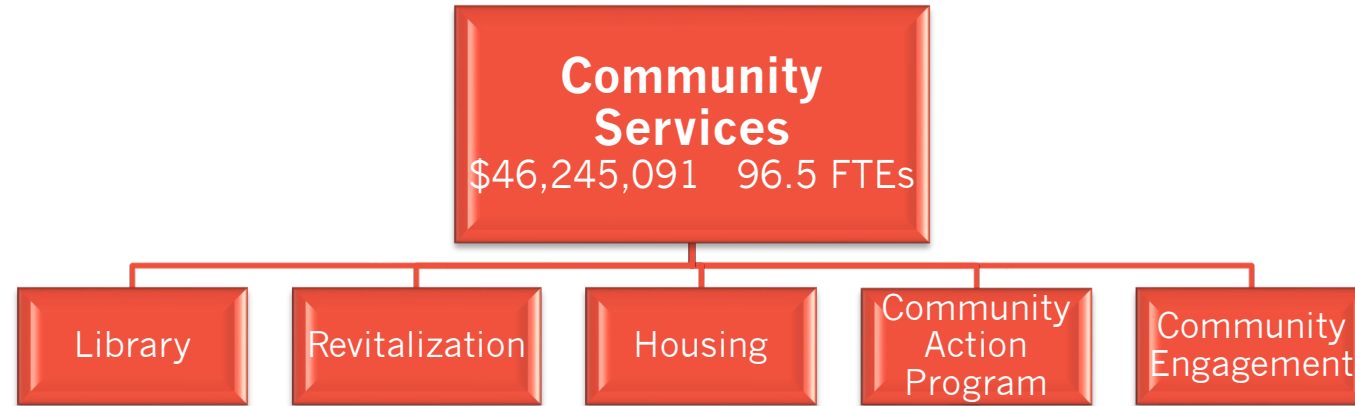 Community
Services
$46,245,091 96.5 FTEs
Library
Revitalization
Housing
Community
Action
Program
Community
Engagement